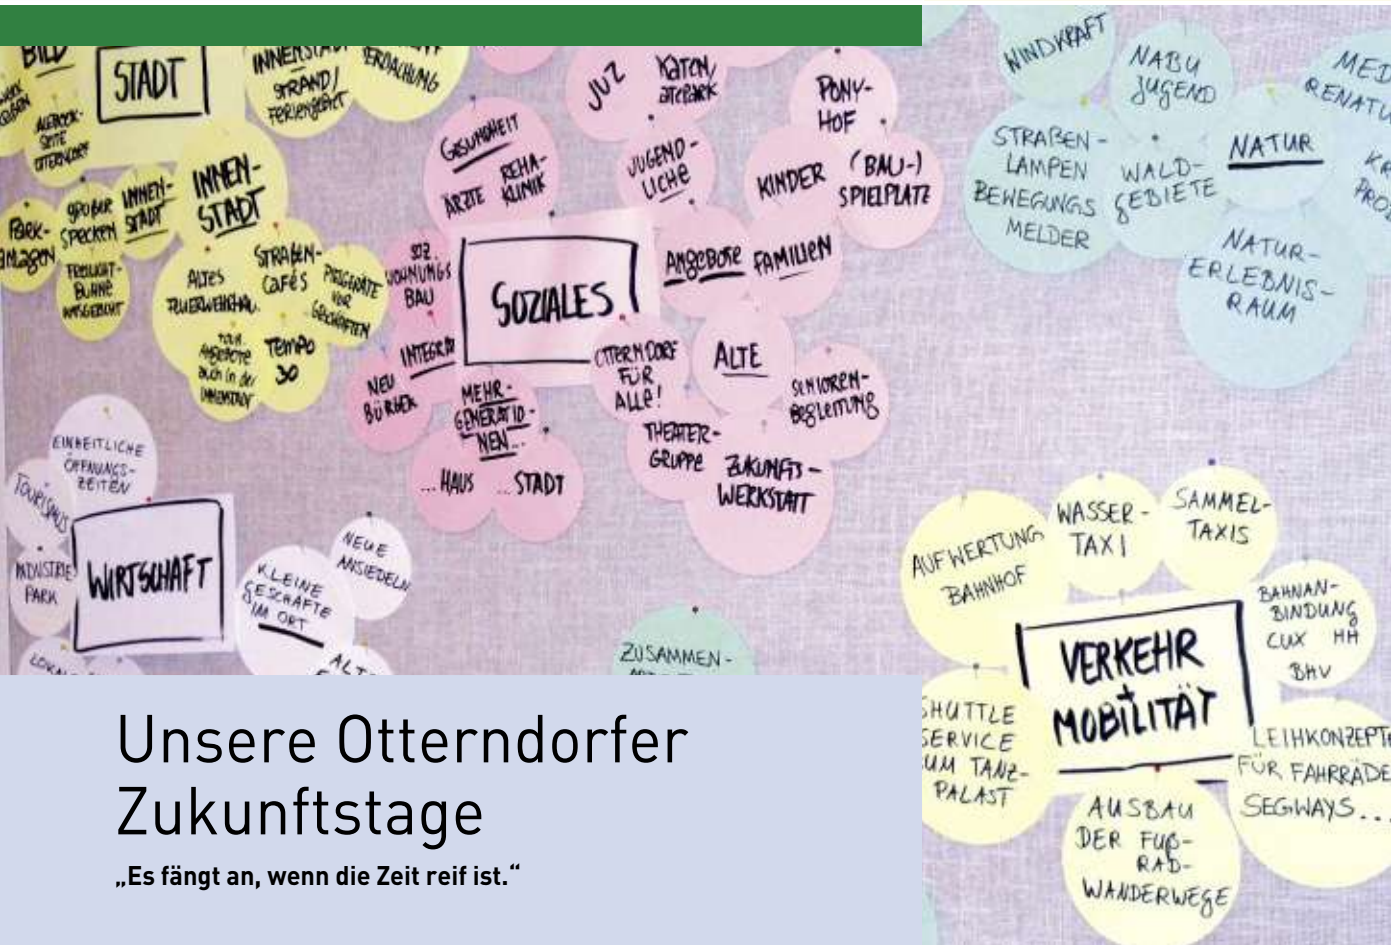 BILD
STADT
INNENSTADT
STRAND/
FERIENGEBIET
OTTERNDORF
PARK-
ANLAGEN
GROßER
SPECKEN
INNEN-
STADT
INNEN-
STADT
ALTES
STRAßEN-
CAFÉS
TEMPO
30
EINHEITLICHE
ÖFFNUNGS-
ZEITEN
TOURISMUS
INDUSTRIE
PARK
WIRTSCHAFT
KLEINE
GESCHÄFTE
IM ORT
NEUE
ANSIEDELN
JUZ
GESUNDHEIT
ÄRZTE
REHA-
KLINIK
JUGEND-
LICHE
PONY-
HOF
KINDER
(BAU-)
SPIELPLATZ
SOZ.
WOHNUNGS
BAU
SOZIALES
ANGEBOTE
FAMILIEN
NEU
BÜRGER
MEHR-
GENERATIO-
NEN...
...HAUS
...STADT
OTTERNDORF
FÜR
ALLE!
ALTE
SENIOREN-
BEGLEITUNG
THEATER-
GRUPPE
ZUKUNFTS-
WERKSTATT
ZUSAMMEN-
WINDKRAFT
NABU
JUGEND
STRAßEN-
LAMPEN
BEWEGUNGS
MELDER
WALD-
GEBIETE
NATUR
NATUR-
ERLEBNIS-
RAUM
AUFWERTUNG
BAHNHOF
WASSER-
TAXI
SAMMEL-
TAXIS
BAHNAN-
BINDUNG
CUX HH
BHV
VERKEHR
+
MOBILITÄT
SHUTTLE
SERVICE
ZUM TANZ-
PALAST
AUSBAU
DER FUß-
RAD-
WANDERWEGE
LEIHKONZEPTE
FÜR FAHRRÄDE
SEGWAYS...
Unsere Otterndorfer
Zukunftstage
„Es fängt an, wenn die Zeit reif ist.“